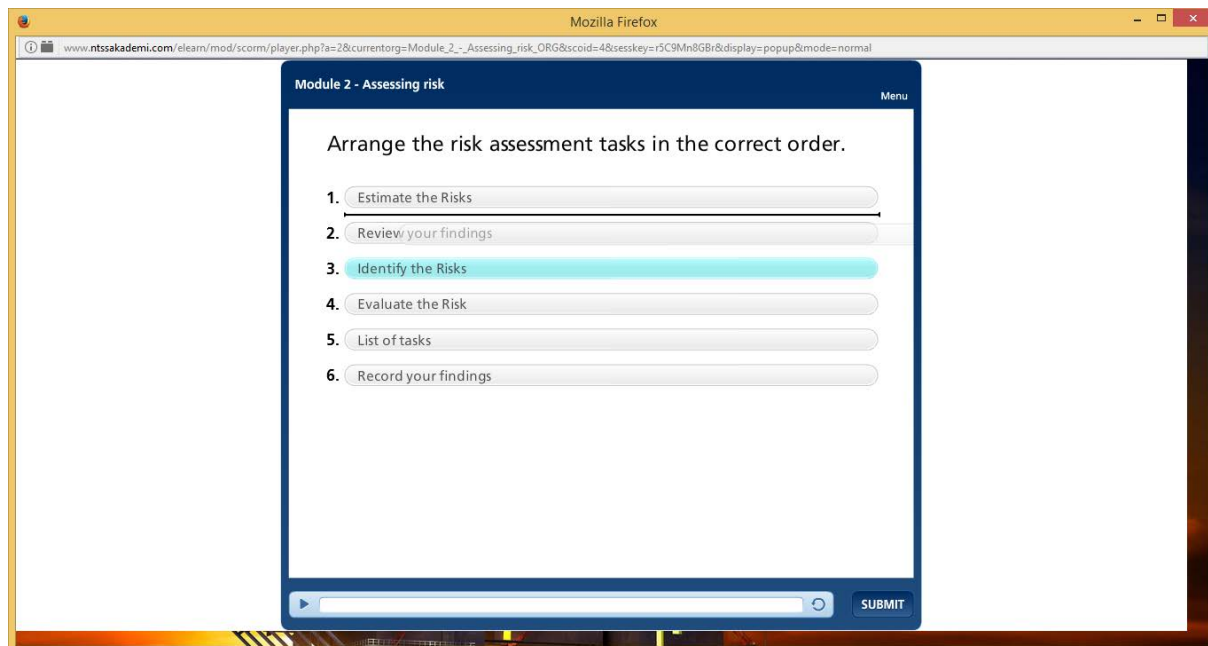 Mozilla Firefox
www.ntssakademi.com/elearn/mod/scorm/player.php?a=2&currentorg=Module_2_-_Assessing_risk_ORG&scoid=4&sesskey=r5C9Mn8GBr&display=popup&mode=normal
Module 2 - Assessing risk
Menu
Arrange the risk assessment tasks in the correct order.
1. Estimate the Risks
2. Review your findings
3. Identify the Risks
4. Evaluate the Risk
5. List of tasks
6. Record your findings
SUBMIT